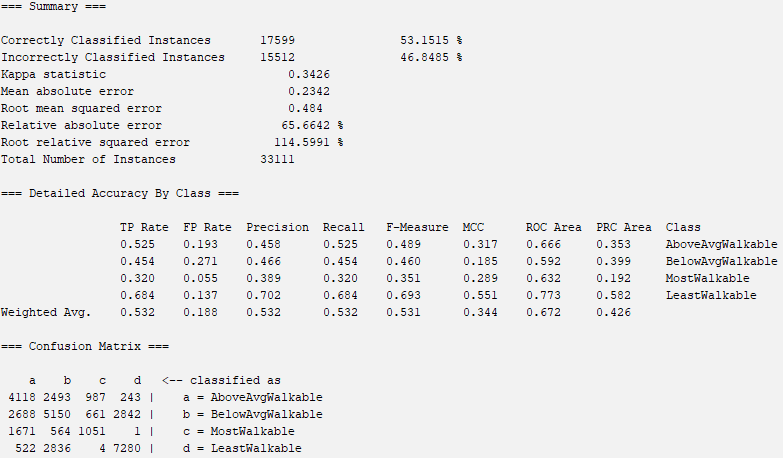 === Summary ===
Correctly Classified Instances 17599 53.1515 %
Incorrectly Classified Instances 15512 46.8485 %
Kappa statistic 0.3426
Mean absolute error 0.2342
Root mean squared error 0.484
Relative absolute error 65.6642 %
Root relative squared error 114.5991 %
Total Number of Instances 33111
=== Detailed Accuracy By Class ===
TP Rate FP Rate Precision Recall F-Measure MCC ROC Area PRC Area Class
0.525 0.193 0.458 0.525 0.489 0.317 0.666 0.353 AboveAvgWalkable
0.454 0.271 0.466 0.454 0.460 0.185 0.592 0.399 BelowAvgWalkable
0.320 0.055 0.389 0.320 0.351 0.289 0.632 0.192 MostWalkable
0.684 0.137 0.702 0.684 0.693 0.551 0.773 0.582 LeastWalkable
Weighted Avg. 0.532 0.188 0.532 0.532 0.531 0.344 0.672 0.426
=== Confusion Matrix ===
a b c d <-- classified as
4118 2493 987 243 | a = AboveAvgWalkable
2688 5150 661 2842 | b = BelowAvgWalkable
1671 564 1051 1 | c = MostWalkable
522 2836 4 7280 | d = LeastWalkable